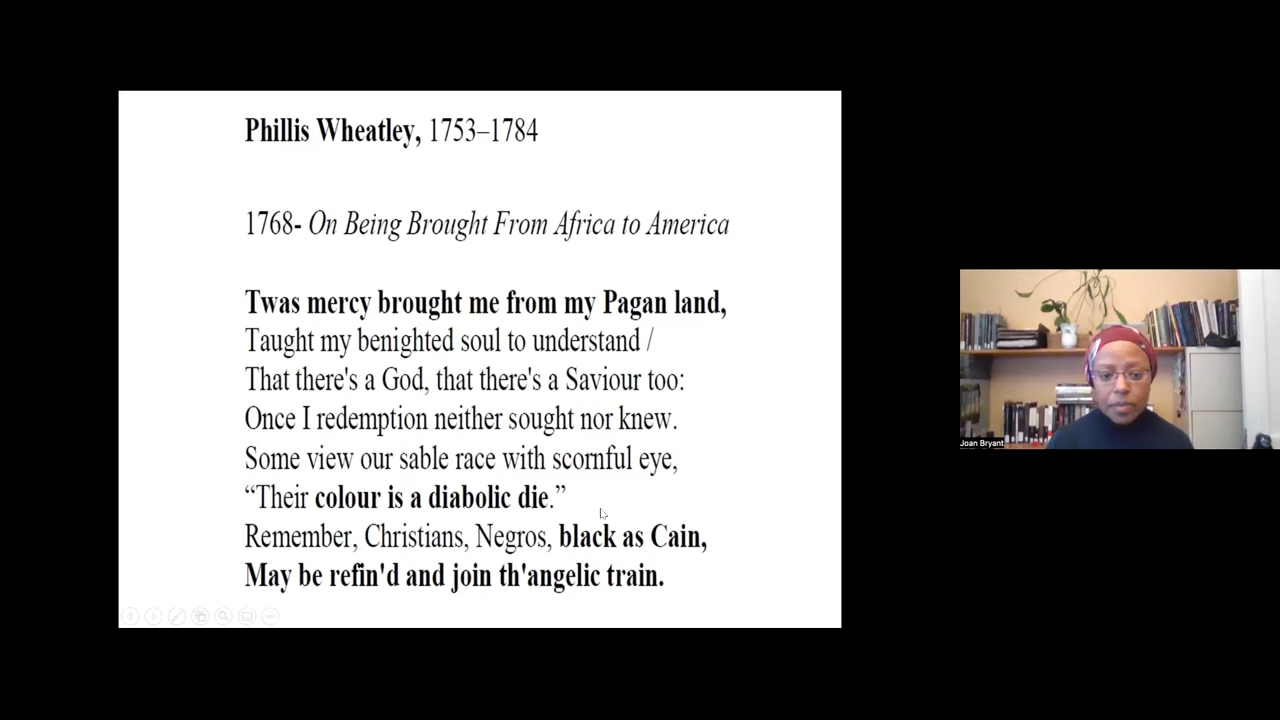 Phillis Wheatley, 1753–1784
1768- On Being Brought From Africa to America
Twas mercy brought me from my Pagan land,
Taught my benighted soul to understand /
That there's a God, that there's a Saviour too:
Once I redemption neither sought nor knew.
Some view our sable race with scornful eye,
“Their colour is a diabolic die.”
Remember, Christians, Negros, black as Cain,
May be refin'd and join th'angelic train.
Joan Bryant